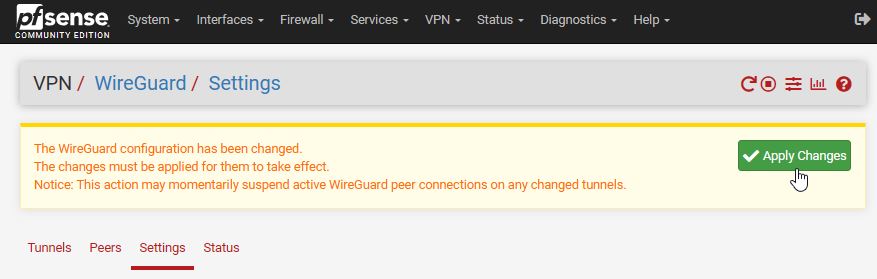 pfsense
COMMUNITY EDITION
System Interfaces Firewall Services VPN Status Diagnostics Help
VPN / WireGuard / Settings
The WireGuard configuration has been changed.
The changes must be applied for them to take effect.
Notice: This action may momentarily suspend active WireGuard peer connections on any changed tunnels.
Apply Changes
Tunnels Peers Settings Status